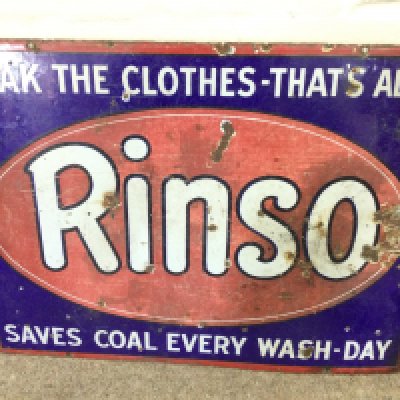 AK THE CLOTHES-THAT'S AL
Rinso
SAVES COAL EVERY WASH-DAY